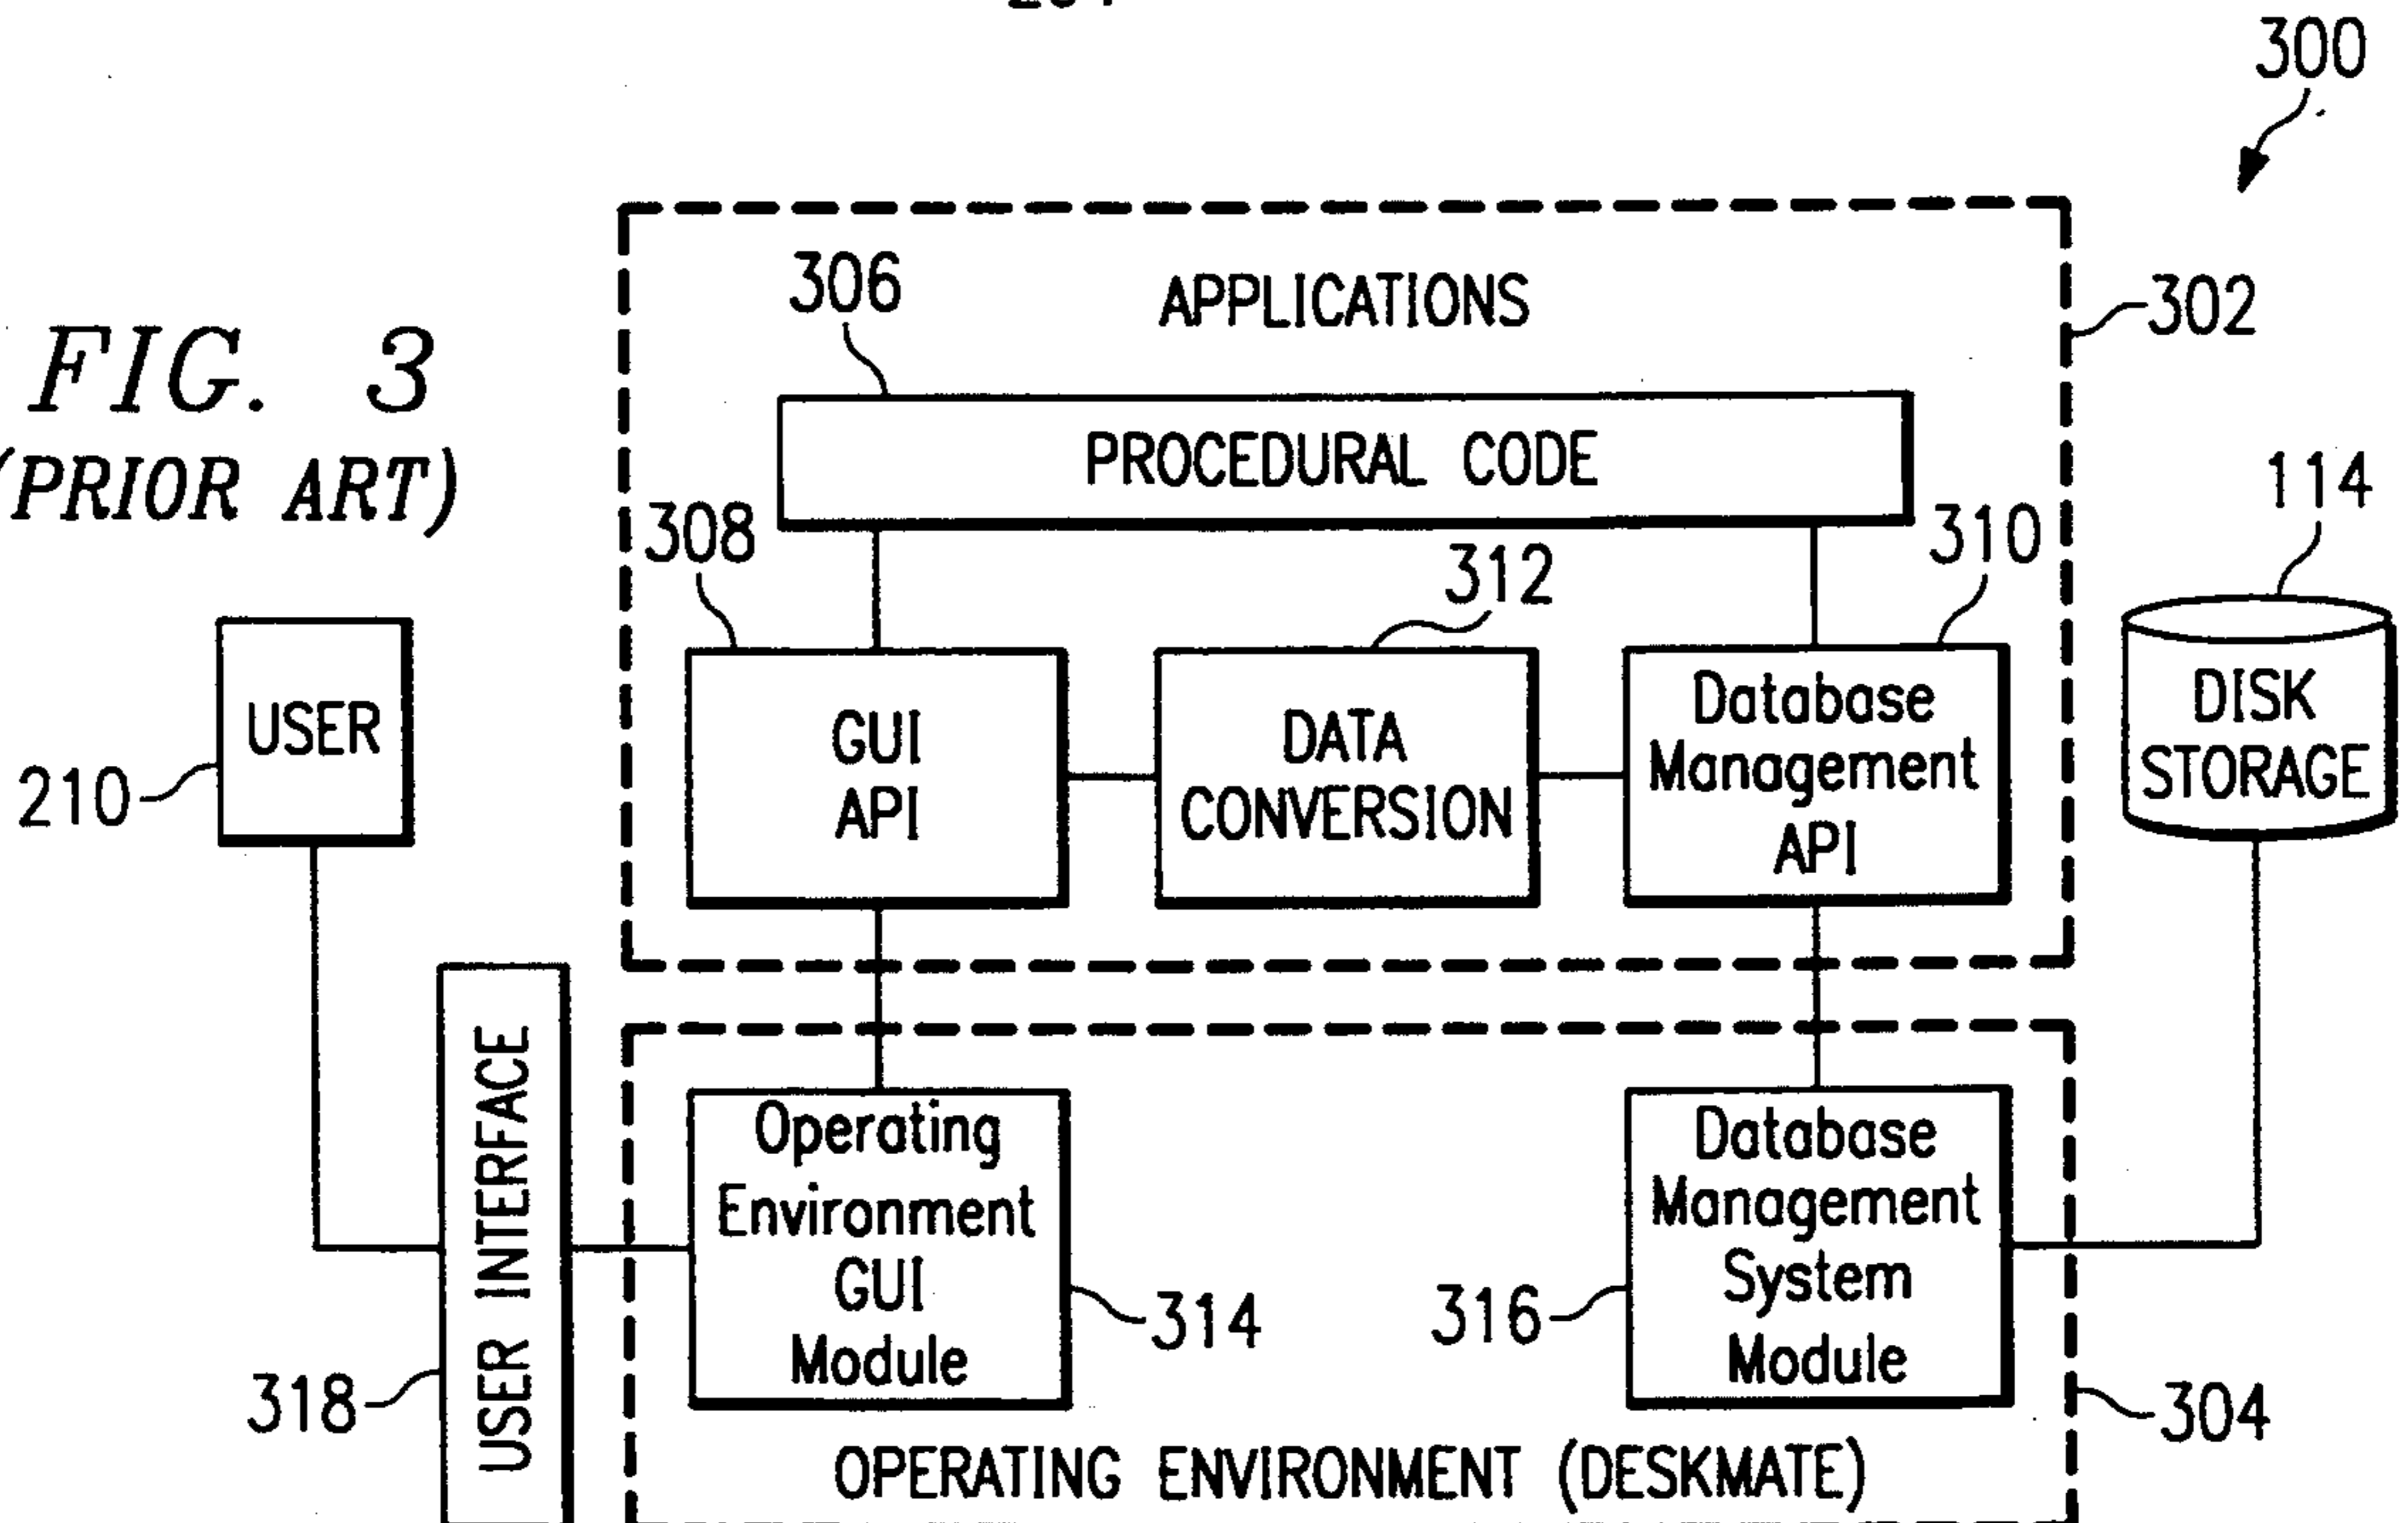 300
306
APPLICATIONS
302
FIG. 3
(PRIOR ART)
PROCEDURAL CODE
114
308
312
310
USER
210
GUI
API
DATA
CONVERSION
Database
Management
API
DISK
STORAGE
USER INTERFACE
318
Operating
Environment
GUI
Module
314
316
Database
Management
System
Module
304
OPERATING ENVIRONMENT (DESKMATE)